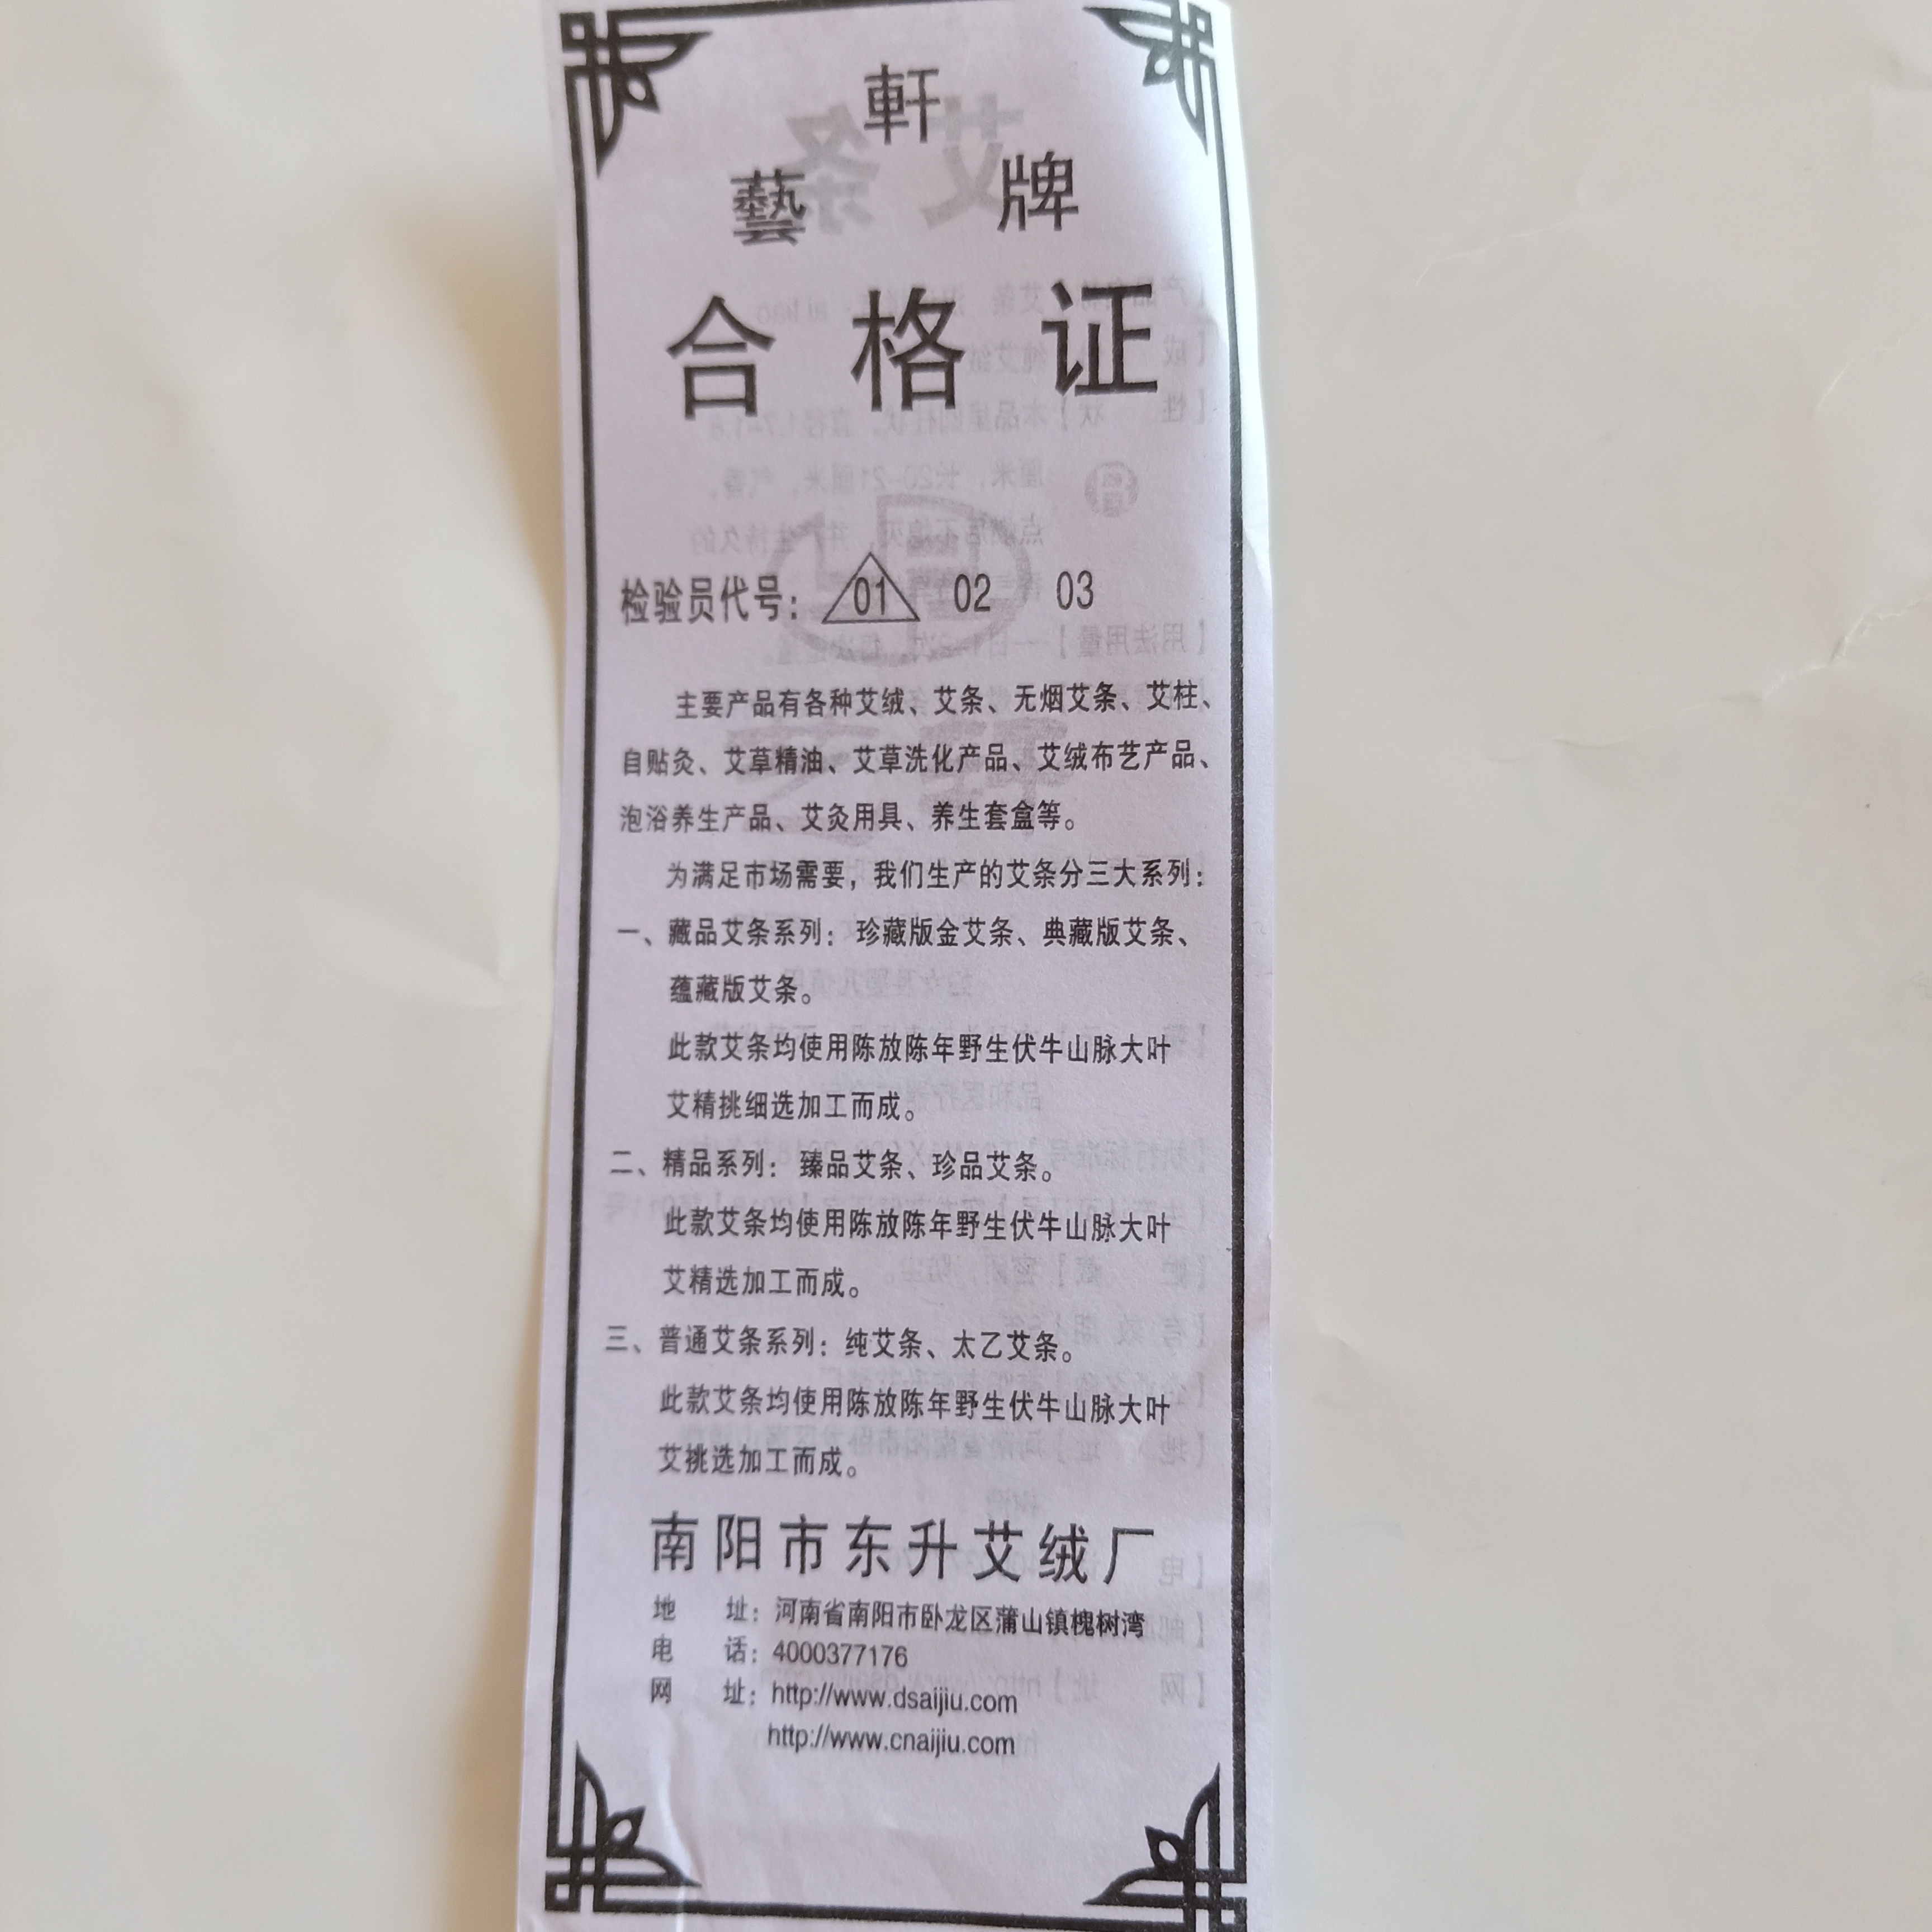 藝軒牌
合格证
检验员代号： 01 02 03
主要产品有各种艾绒、艾条、无烟艾条、艾柱、
自贴灸、艾草精油、艾草洗化产品、艾绒布艺产品、
泡浴养生产品、艾灸用具、养生套盒等。
为满足市场需要，我们生产的艾条分三大系列：
一、藏品艾条系列：珍藏版金艾条、典藏版艾条、
蕴藏版艾条。
此款艾条均使用陈放陈年野生伏牛山脉大叶
艾精挑细选加工而成。
二、精品系列：臻品艾条、珍品艾条。
此款艾条均使用陈放陈年野生伏牛山脉大叶
艾精选加工而成。
三、普通艾条系列：纯艾条、太乙艾条。
此款艾条均使用陈放陈年野生伏牛山脉大叶
艾挑选加工而成。
南阳市东升艾绒厂
地 址：河南省南阳市卧龙区蒲山镇槐树湾
电 话：4000377176
网 址：http://www.dsaijiu.com
http://www.cnaijiu.com